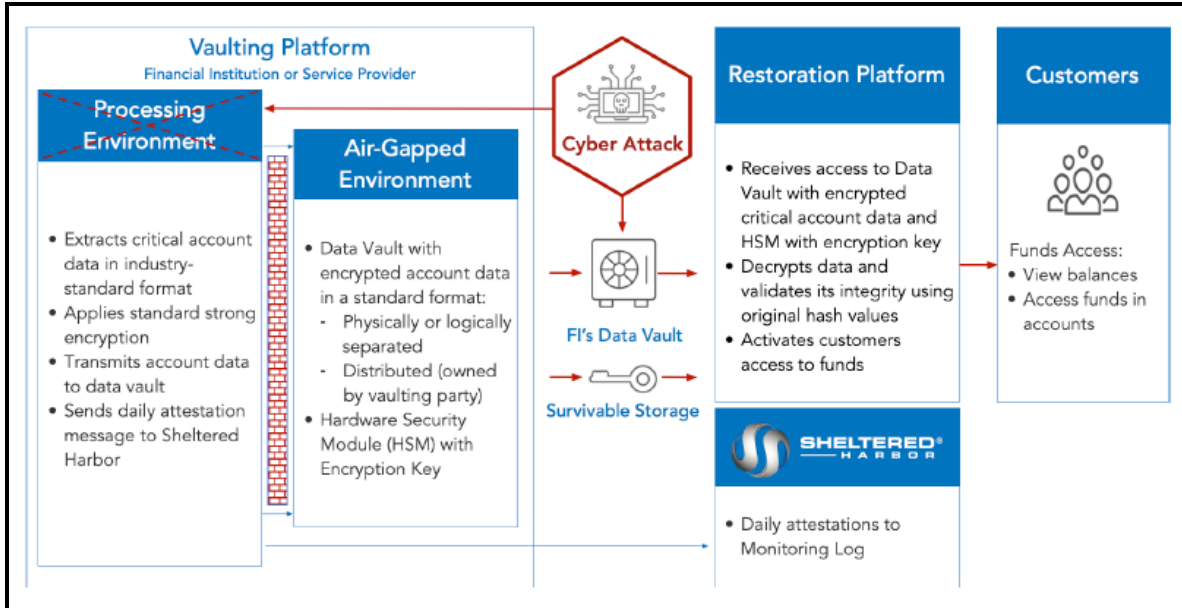 Vaulting Platform
Financial Institution or Service Provider
Processing
Environment
• Extracts critical account
data in industry-
standard format
• Applies standard strong
encryption
• Transmits account data
to data vault
• Sends daily attestation
message to Sheltered
Harbor
Air-Gapped
Environment
• Data Vault with
encrypted account data
in a standard format:
- Physically or logically
separated
- Distributed (owned
by vaulting party)
• Hardware Security
Module (HSM) with
Encryption Key
Cyber Attack
FI's Data Vault
Survivable Storage
Restoration Platform
• Receives access to Data
Vault with encrypted
critical account data and
HSM with encryption key
• Decrypts data and
validates its integrity using
original hash values
• Activates customers
access to funds
SHELTERED®
HARBOR
• Daily attestations to
Monitoring Log
Customers
Funds Access:
• View balances
• Access funds in
accounts